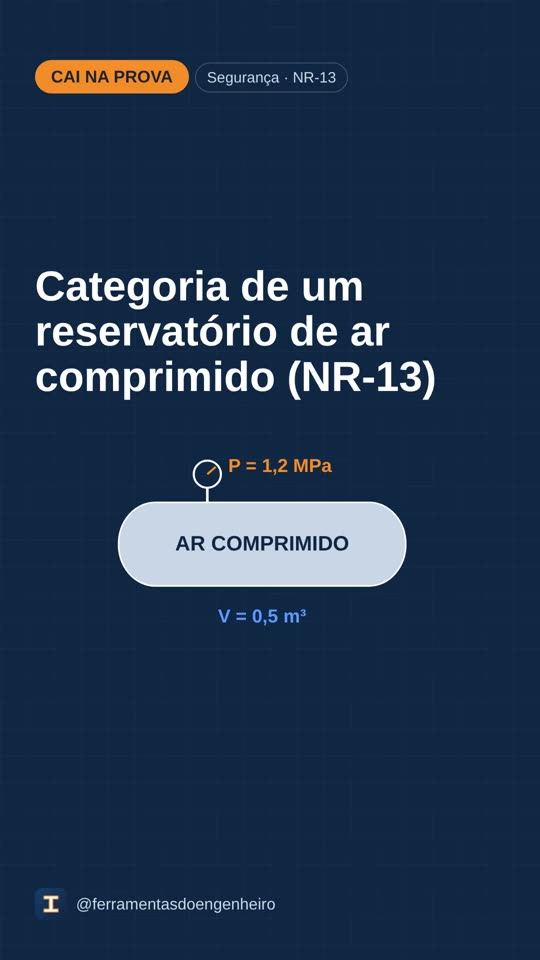 CAI NA PROVA
Segurança · NR-13
Categoria de um
reservatório de ar
comprimido (NR-13)
P = 1,2 MPa
AR COMPRIMIDO
V = 0,5 m³
@ferramentasdoengenheiro